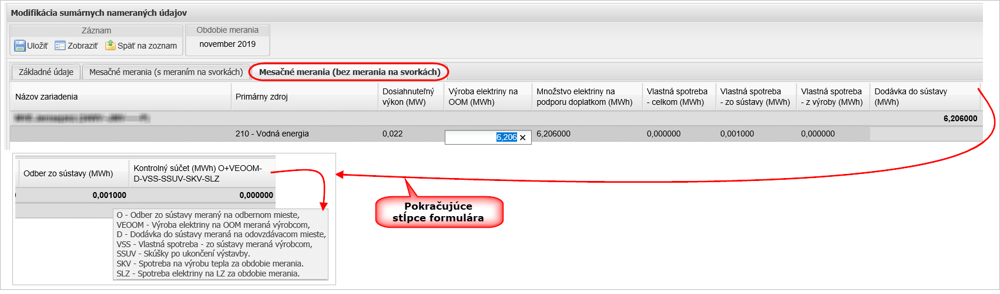 Modifikácia sumárnych nameraných údajov
Záznam
Obdobie merania
Uložiť
Zobraziť
Späť na zoznam
november 2019
Základné údaje
Mesačné merania (s meraním na svorkách)
Mesačné merania (bez merania na svorkách)
Názov zariadenia
Primárny zdroj
Dosiahnuteľný
výkon (MW)
Výroba elektriny na
OOM (MWh)
Množstvo elektriny na
podporu doplatkom (MWh)
Vlastná spotreba
- celkom (MWh)
Vlastná spotreba
- zo sústavy (MWh)
Vlastná spotreba
- z výroby (MWh)
Dodávka do sústavy
(MWh)
6,206000
210 - Vodná energia
0,022
6,206
6,206000
0,000000
0,001000
0,000000
Odber zo sústavy (MWh)
Kontrolný súčet (MWh) O+VEOOM-
D-VSS-SSUV-SKV-SLZ
0,001000
0,000000
Pokračujúce
stĺpce formulára
O - Odber zo sústavy meraný na odbernom mieste,
VEOOM - Výroba elektriny na OOM meraná výrobcom,
D - Dodávka do sústavy meraná na odovzdávacom mieste,
VSS - Vlastná spotreba - zo sústavy meraná výrobcom,
SSUV - Skúšky po ukončení výstavby.
SKV - Spotreba na výrobu tepla za obdobie merania.
SLZ - Spotreba elektriny na LZ za obdobie merania.